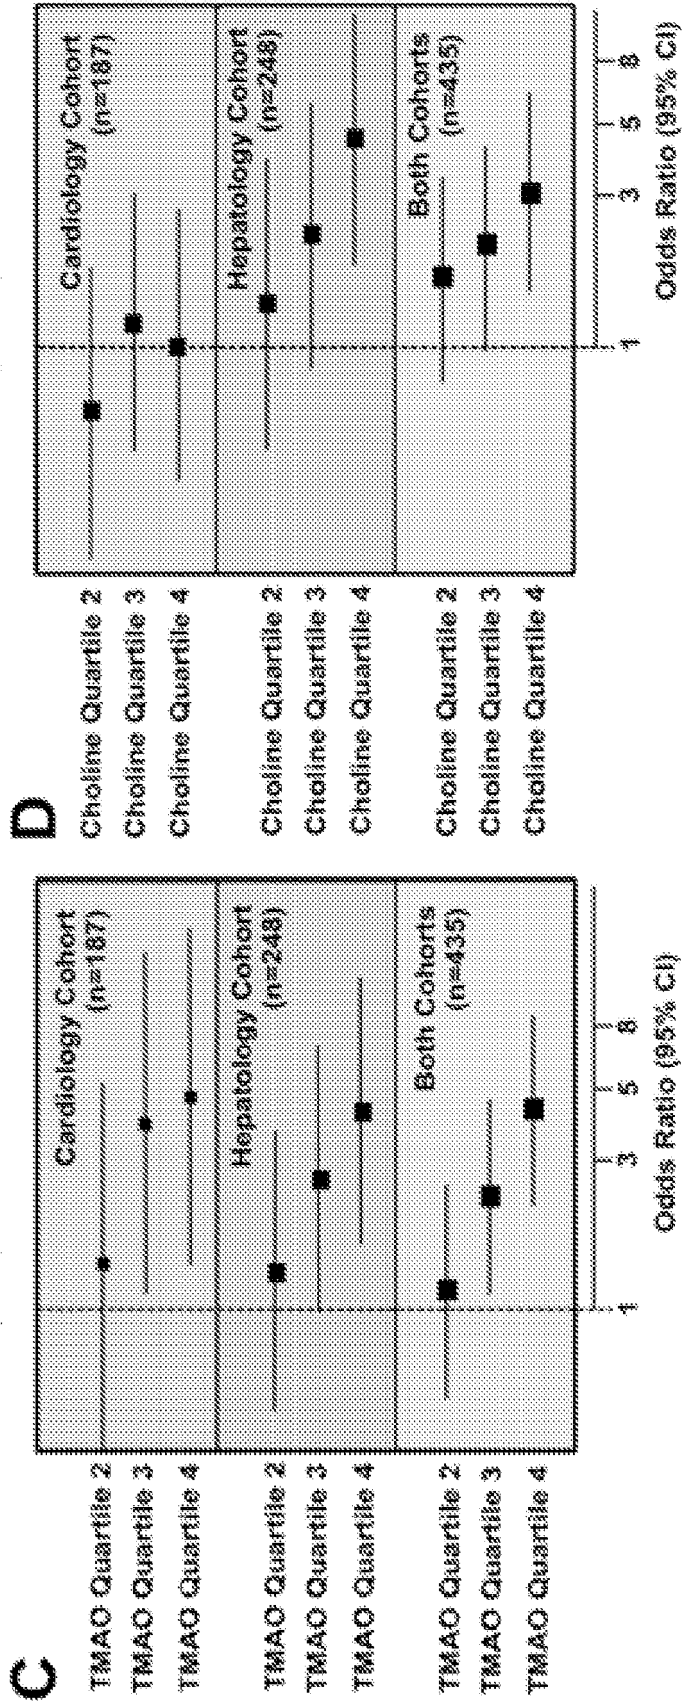 C
Cardiology Cohort
(n=187)
TMAO Quartile 2
TMAO Quartile 3
TMAO Quartile 4
Hepatology Cohort
(n=248)
TMAO Quartile 2
TMAO Quartile 3
TMAO Quartile 4
Both Cohorts
(n=435)
TMAO Quartile 2
TMAO Quartile 3
TMAO Quartile 4
1 3 5 8
Odds Ratio (95% CI)
D
Cardiology Cohort
(n=187)
Choline Quartile 2
Choline Quartile 3
Choline Quartile 4
Hepatology Cohort
(n=248)
Choline Quartile 2
Choline Quartile 3
Choline Quartile 4
Both Cohorts
(n=435)
Choline Quartile 2
Choline Quartile 3
Choline Quartile 4
1 3 5 8
Odds Ratio (95% CI)